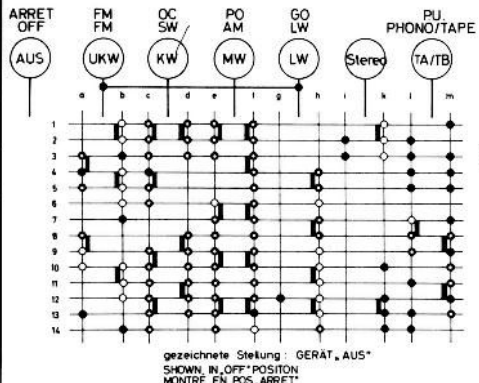 ARRET FM OC PO GO PU.
OFF FM SW AM LW PHONO/TAPE
AUS UKW KW MW LW Stereo TA/TB
a b c d e f g h i k l m
1
2
3
4
5
6
7
8
9
10
11
12
13
14
gezeichnete Stellung: GERÄT „AUS"
SHOWN IN „OFF" POSITON
MONTRÉ EN POS. ARRET"